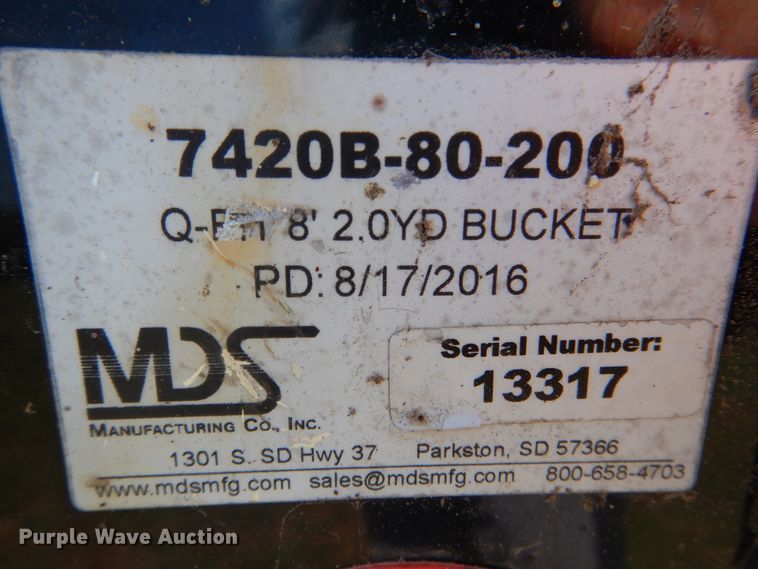 7420B-80-200
8' 2.0YD BUCKET
PD: 8/17/2016
MDS
MANUFACTURING CO., INC.
Serial Number:
13317
1301 S. SD Hwy 37 Parkston, SD 57366
www.mdsmfg.com sales@mdsmfg.com 800-658-4703
Purple Wave Auction